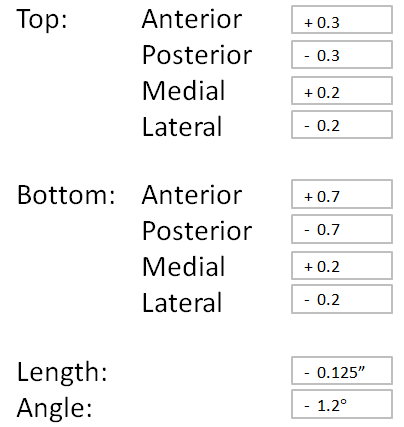 Top: Anterior + 0.3
Posterior - 0.3
Medial + 0.2
Lateral - 0.2
Bottom: Anterior + 0.7
Posterior - 0.7
Medial + 0.2
Lateral - 0.2
Length: - 0.125”
Angle: - 1.2°